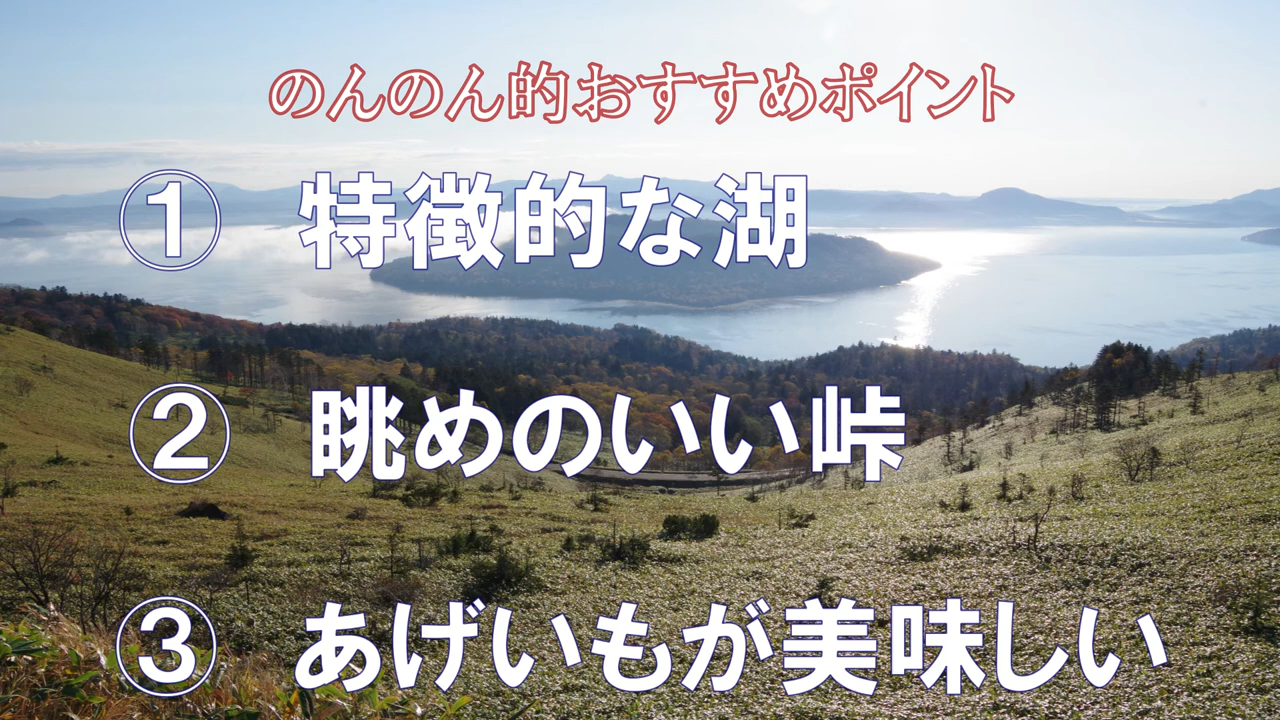 のんのん的おすすめポイント
① 特徴的な湖
② 眺めのいい峠
③ あげいもが美味しい